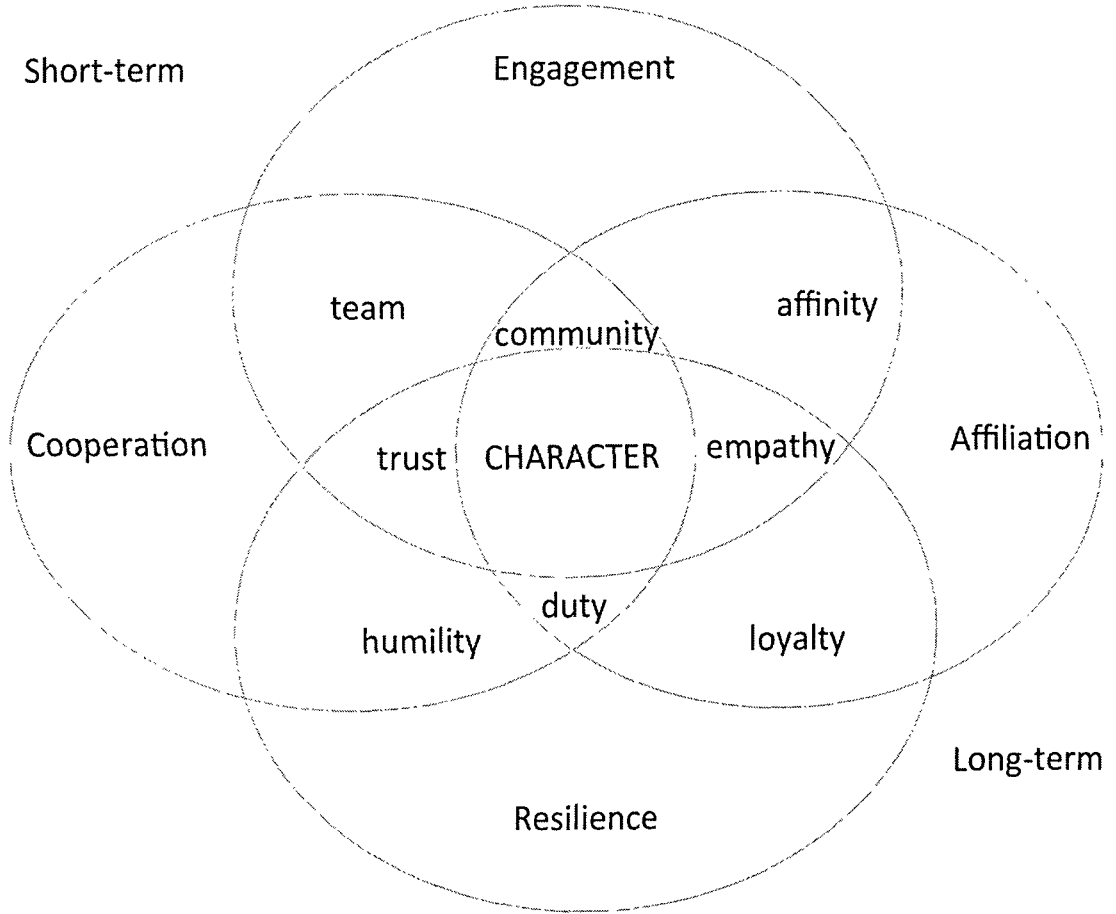 Short-term
Engagement
team
affinity
community
Cooperation
trust
CHARACTER
empathy
Affiliation
duty
humility
loyalty
Long-term
Resilience